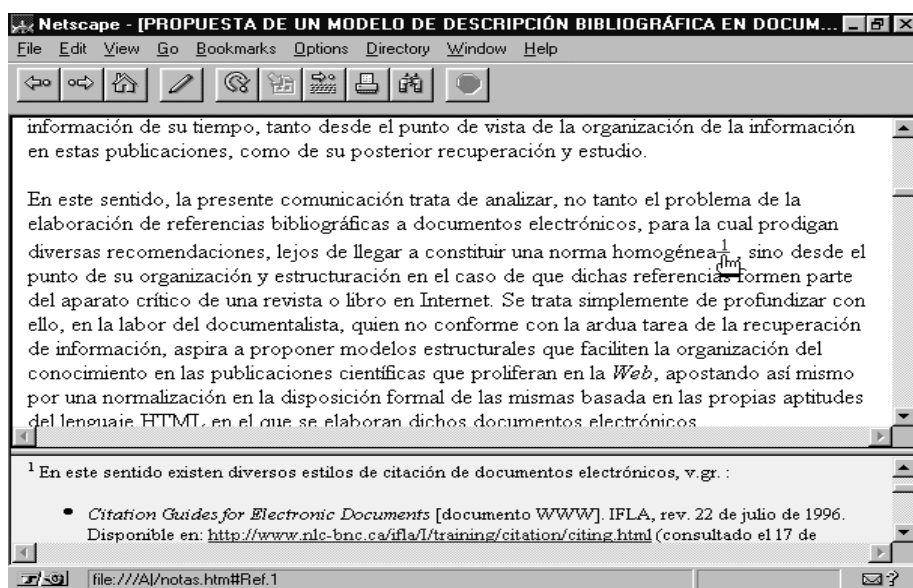 Netscape - [PROPUESTA DE UN MODELO DE DESCRIPCIÓN BIBLIOGRÁFICA EN DOCUM...
File Edit View Go Bookmarks Options Directory Window Help
información de su tiempo, tanto desde el punto de vista de la organización de la información
en estas publicaciones, como de su posterior recuperación y estudio.
En este sentido, la presente comunicación trata de analizar, no tanto el problema de la
elaboración de referencias bibliográficas a documentos electrónicos, para la cual prodigan
diversas recomendaciones, lejos de llegar a constituir una norma homogénea1, sino desde el
punto de su organización y estructuración en el caso de que dichas referencias formen parte
del aparato crítico de una revista o libro en Internet. Se trata simplemente de profundizar con
ello, en la labor del documentalista, quien no conforme con la ardua tarea de la recuperación
de información, aspira a proponer modelos estructurales que faciliten la organización del
conocimiento en las publicaciones científicas que proliferan en la Web, apostando así mismo
por una normalización en la disposición formal de las mismas basada en las propias aptitudes
del lenguaje HTML en el que se elaboran dichos documentos electrónicos
1 En este sentido existen diversos estilos de citación de documentos electrónicos, v.gr. :
• Citation Guides for Electronic Documents [documento WWW]. IFLA, rev. 22 de julio de 1996.
Disponible en: http://www.nlc-bnc.ca/ifla/I/training/citation/citing.html (consultado el 17 de
file:///A|/notas.htm#Ref.1